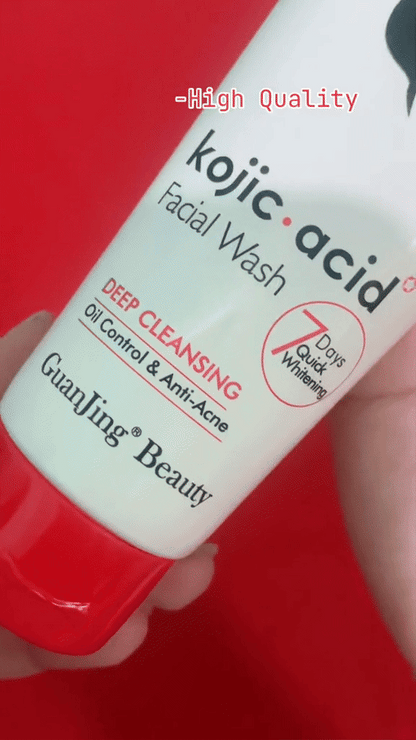 -High Quality
kojic·acid
Facial Wash
7 Days
Quick
Whitening
DEEP CLEANSING
Oil Control & Anti-Acne
GuanJing® Beauty